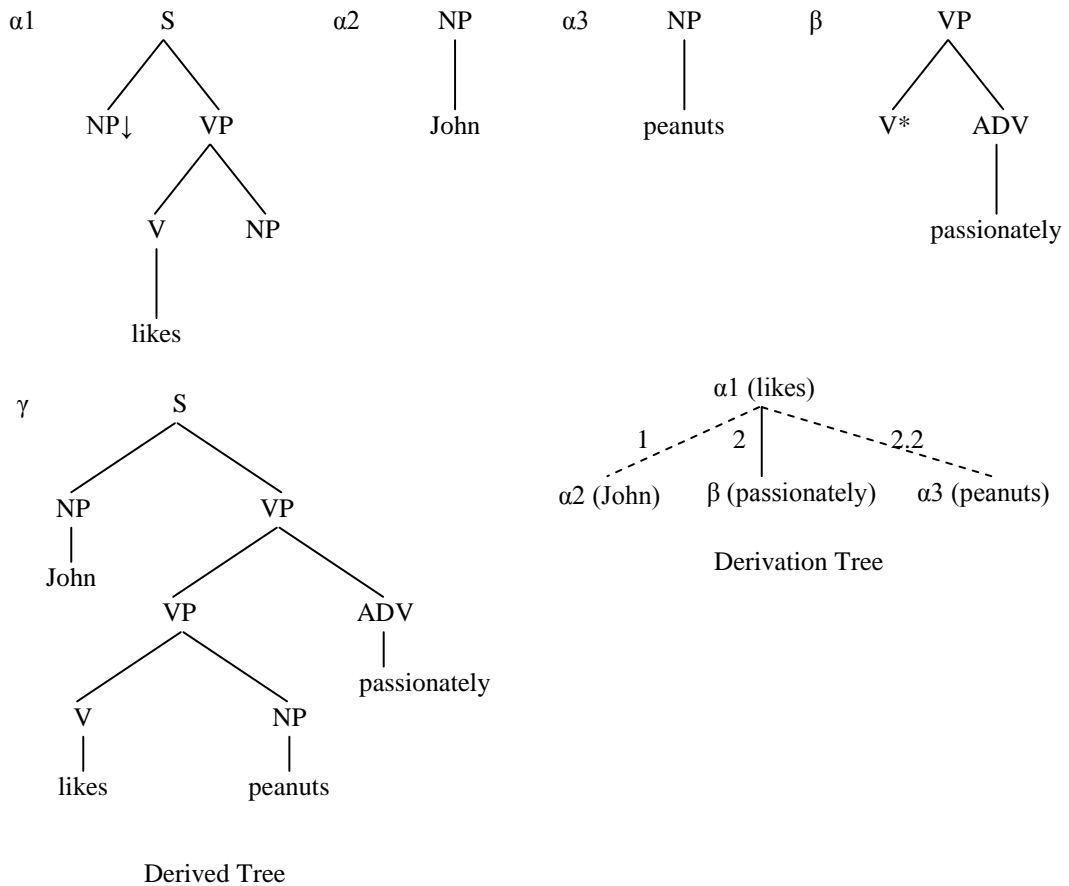 α1 S α2 NP α3 NP β VP
NP↓ VP John peanuts V* ADV
V NP passionately
likes
γ S α1 (likes)
1 2 2.2
NP VP α2 (John) β (passionately) α3 (peanuts)
John Derivation Tree
VP ADV
passionately
V NP
likes peanuts
Derived Tree